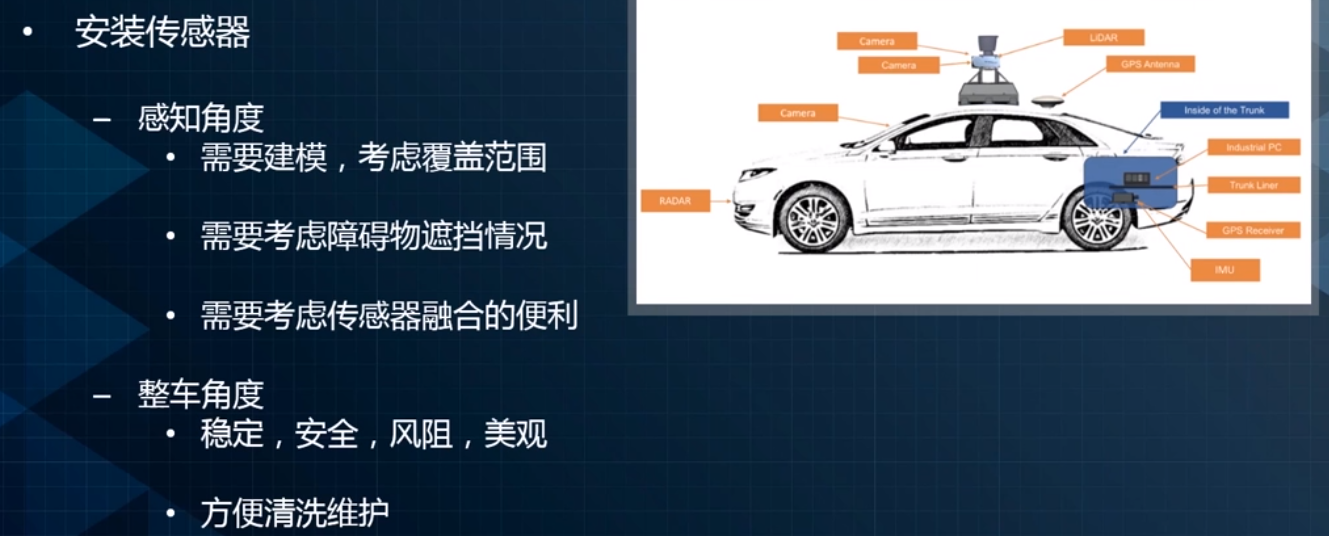 安装传感器
感知角度
需要建模，考虑覆盖范围
需要考虑障碍物遮挡情况
需要考虑传感器融合的便利
整车角度
稳定，安全，风阻，美观
方便清洗维护
Camera
LiDAR
Camera
GPS Antenna
Camera
Inside of the Trunk
Industrial PC
Trunk Liner
RADAR
GPS Receiver
IMU